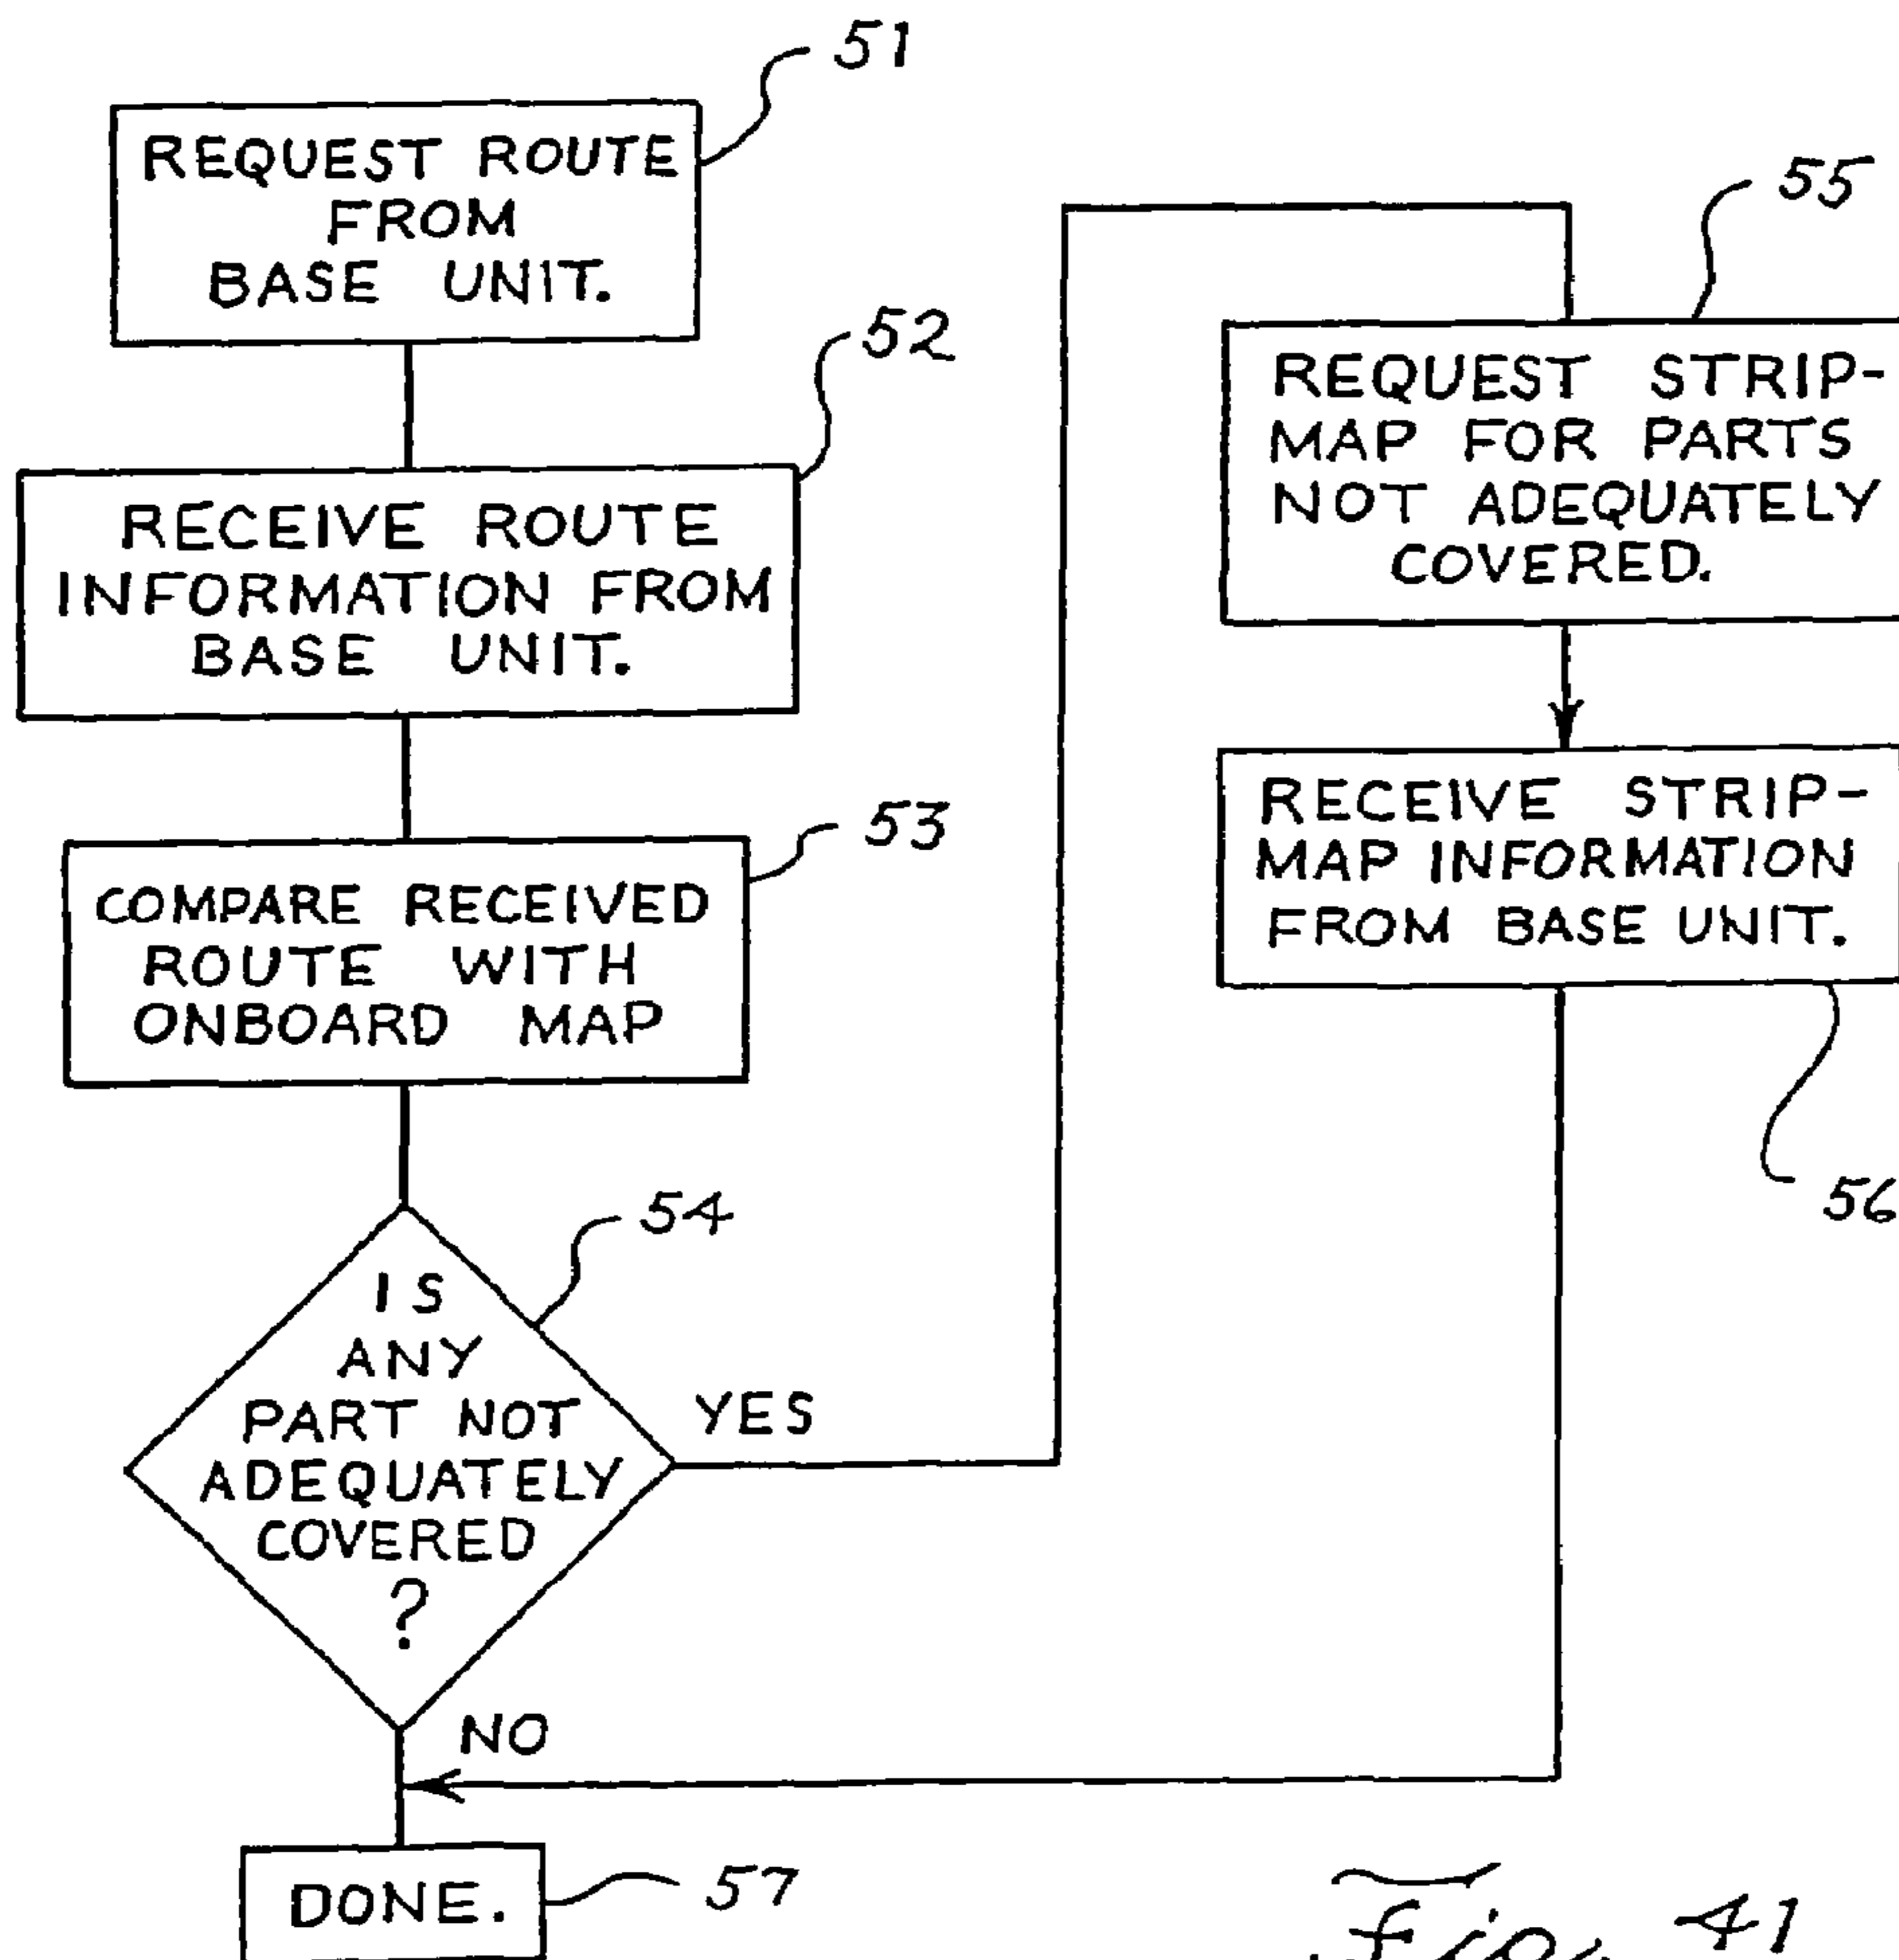 51
REQUEST ROUTE
FROM
BASE UNIT.
52
RECEIVE ROUTE
INFORMATION FROM
BASE UNIT.
53
COMPARE RECEIVED
ROUTE WITH
ONBOARD MAP
54
IS
ANY
PART NOT
ADEQUATELY
COVERED
?
YES
NO
55
REQUEST STRIP-
MAP FOR PARTS
NOT ADEQUATELY
COVERED.
RECEIVE STRIP-
MAP INFORMATION
FROM BASE UNIT.
56
DONE.
57
Fig. 41